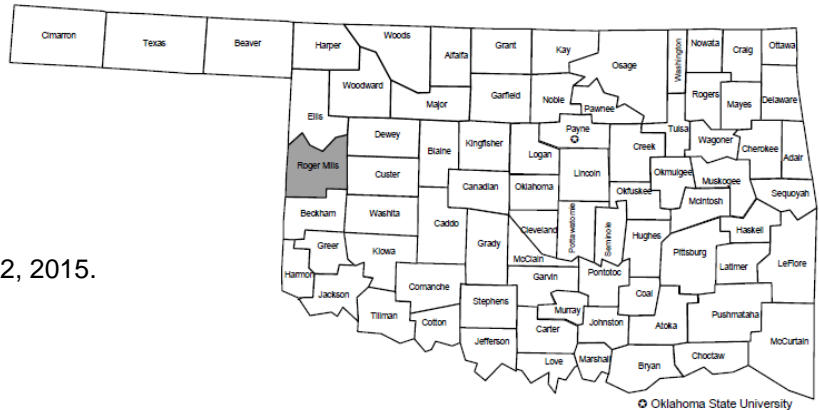 Cimarron
Texas
Beaver
Harper
Woods
Alfalfa
Grant
Kay
Osage
Washington
Nowata
Craig
Ottawa
Woodward
Major
Garfield
Noble
Pawnee
Rogers
Mayes
Delaware
Ellis
Dewey
Blaine
Kingfisher
Logan
Payne
Creek
Tulsa
Wagoner
Cherokee
Adair
Roger Mills
Custer
Canadian
Oklahoma
Lincoln
Okfuskee
Okmulgee
Muskogee
McIntosh
Sequoyah
Beckham
Washita
Caddo
Grady
Cleveland
Pottawatomie
Seminole
Hughes
Pittsburg
Haskell
Latimer
LeFlore
2, 2015.
Greer
Kiowa
McClain
Harmon
Jackson
Comanche
Garvin
Pontotoc
Coal
Tillman
Cotton
Stephens
Murray
Carter
Johnston
Atoka
Pushmataha
McCurtain
Jefferson
Love
Marshall
Bryan
Choctaw
Oklahoma State University